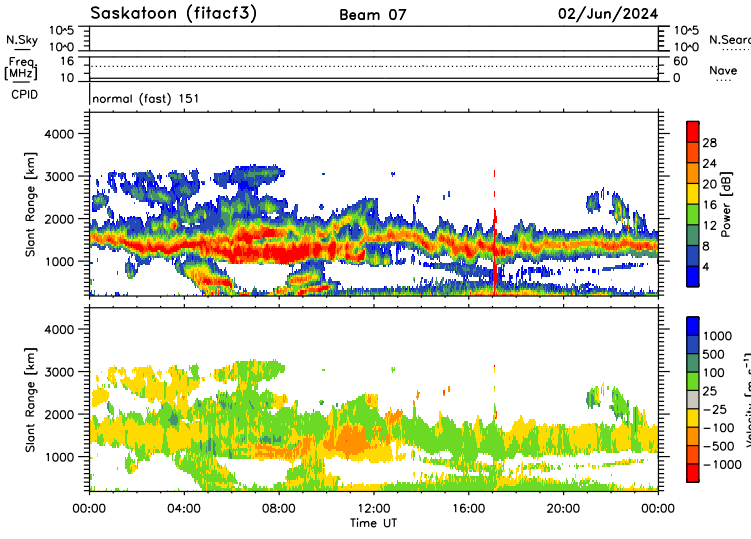 Saskatoon (fitacf3) Beam 07 02/Jun/2024
N.Sky 10^5 10^0 10^5 10^0 N.Sear
Freq. [MHz] 16 10 60 0 Nave
CPID normal (fast) 151
Slant Range [km] 4000 3000 2000 1000
28 24 20 16 12 8 4 Power [dB]
Slant Range [km] 4000 3000 2000 1000
1000 500 100 25 -25 -100 -500 -1000 Velocity [m s^-1]
00:00 04:00 08:00 12:00 16:00 20:00 00:00
Time UT